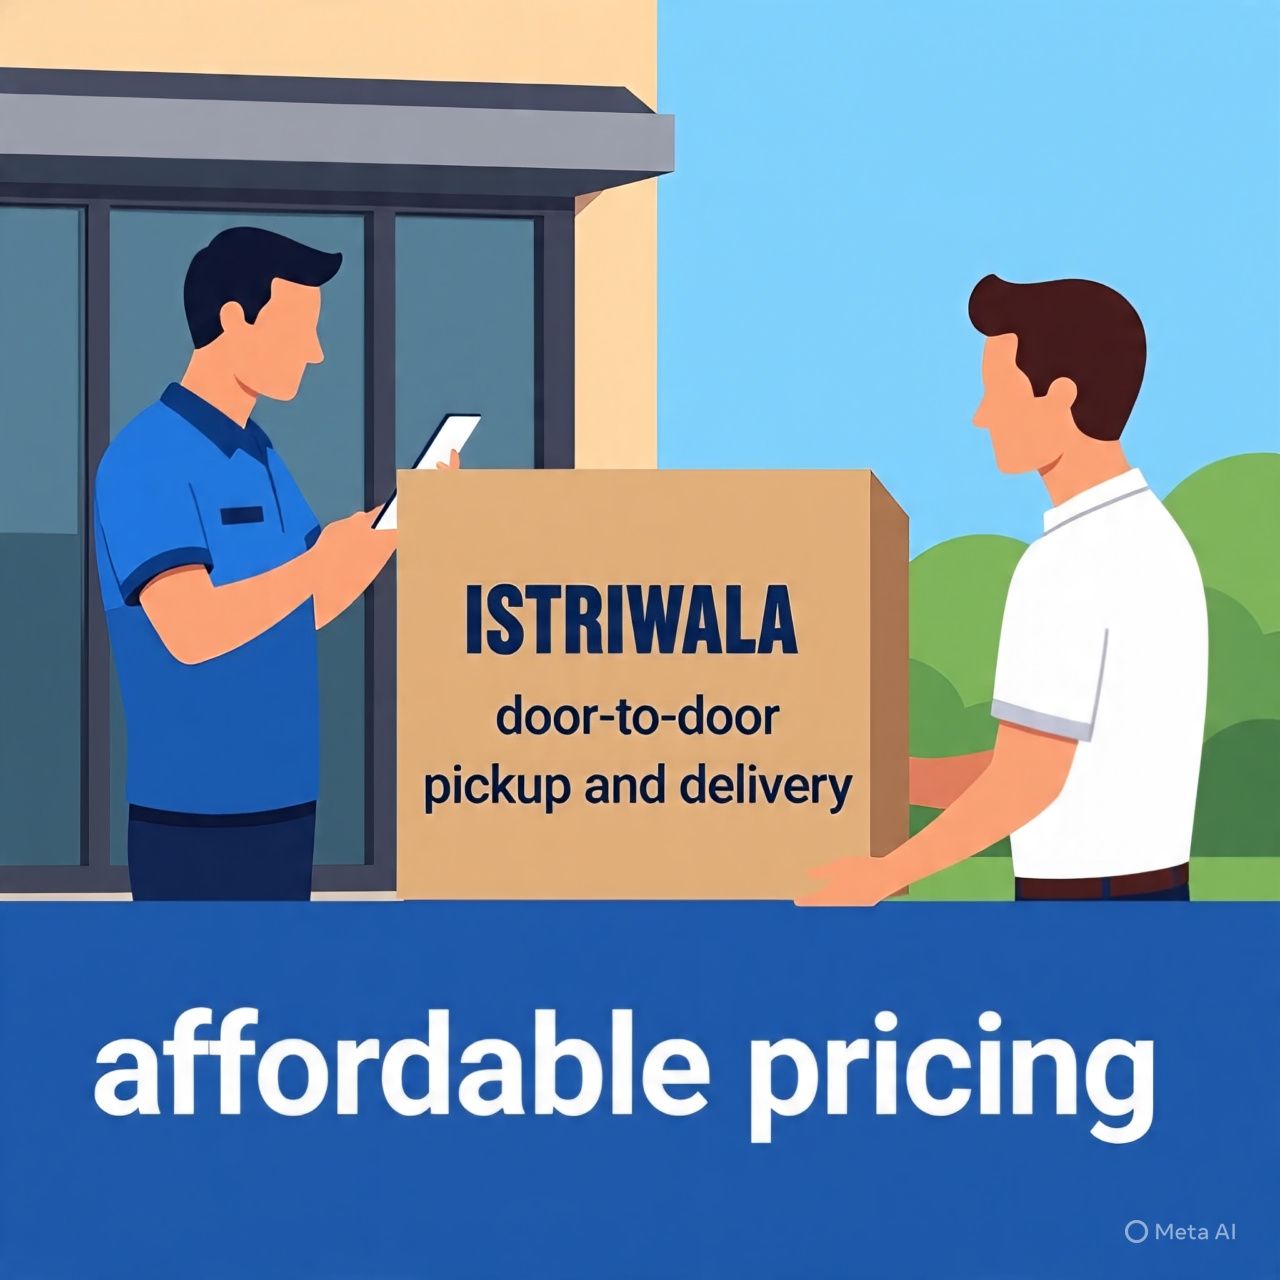 ISTRIWALA
door-to-door
pickup and delivery
affordable pricing
Meta AI